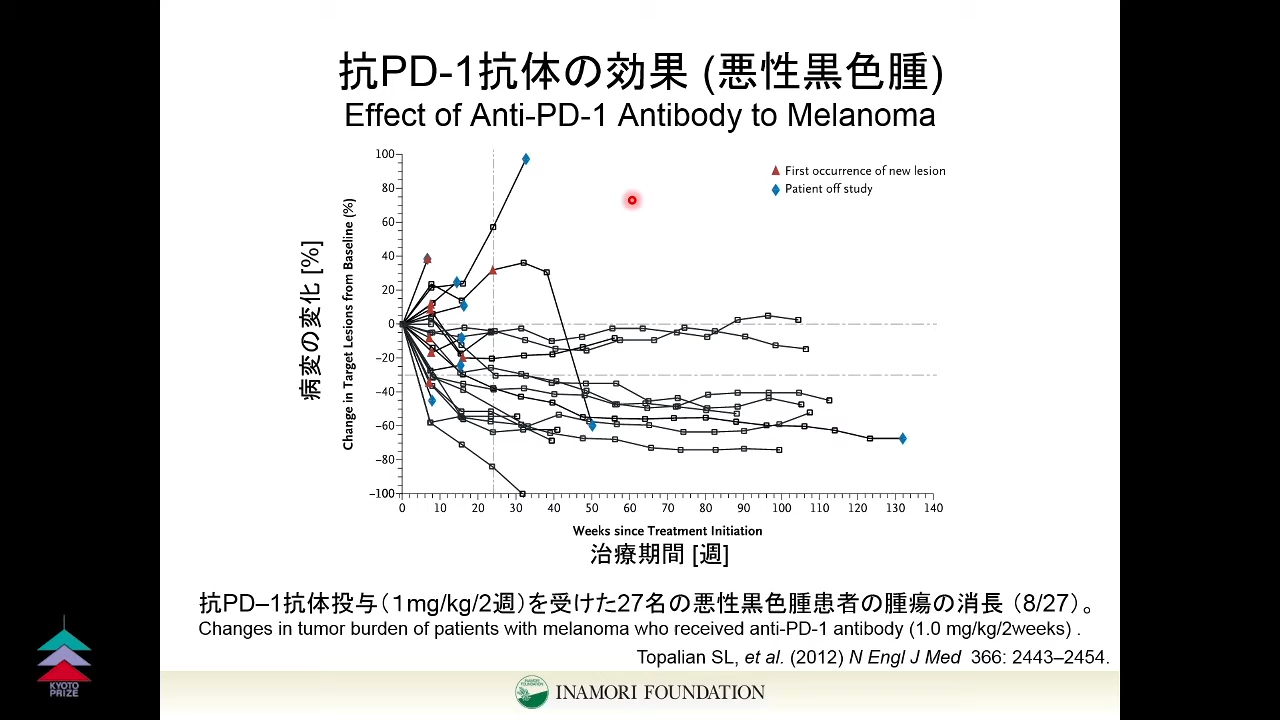 抗PD-1抗体の効果 (悪性黒色腫)
Effect of Anti-PD-1 Antibody to Melanoma
First occurrence of new lesion
Patient off study
病変の変化 [%]
Change in Target Lesions from Baseline (%)
100
80
60
40
20
0
−20
−40
−60
−80
−100
0 10 20 30 40 50 60 70 80 90 100 110 120 130 140
Weeks since Treatment Initiation
治療期間 [週]
抗PD–1抗体投与（1mg/kg/2週）を受けた27名の悪性黒色腫患者の腫瘍の消長（8/27）。
Changes in tumor burden of patients with melanoma who received anti-PD-1 antibody (1.0 mg/kg/2weeks) .
Topalian SL, et al. (2012) N Engl J Med 366: 2443–2454.
KYOTO
PRIZE
INAMORI
FOUNDATION
INAMORI FOUNDATION